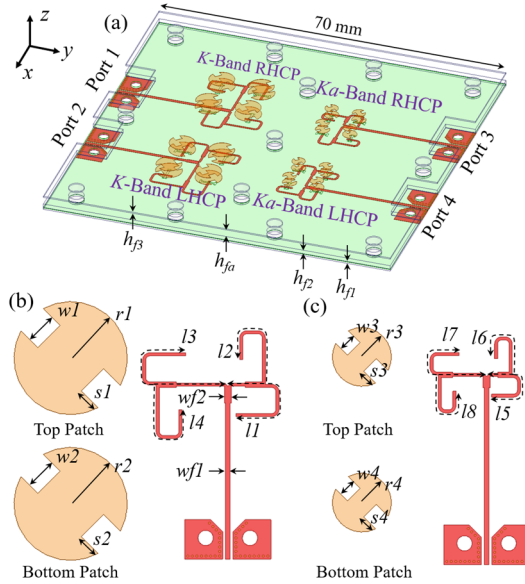 z
y
x
(a)
70 mm
Port 1
Port 2
K-Band RHCP
Ka-Band RHCP
K-Band LHCP
Ka-Band LHCP
Port 3
Port 4
hf3
hfa
hf2
hf1
(b)
w1
r1
s1
Top Patch
w2
r2
s2
Bottom Patch
l3
l2
wf2
l4
l1
wf1
(c)
w3
r3
s3
Top Patch
w4
r4
s4
Bottom Patch
l7
l6
l8
l5